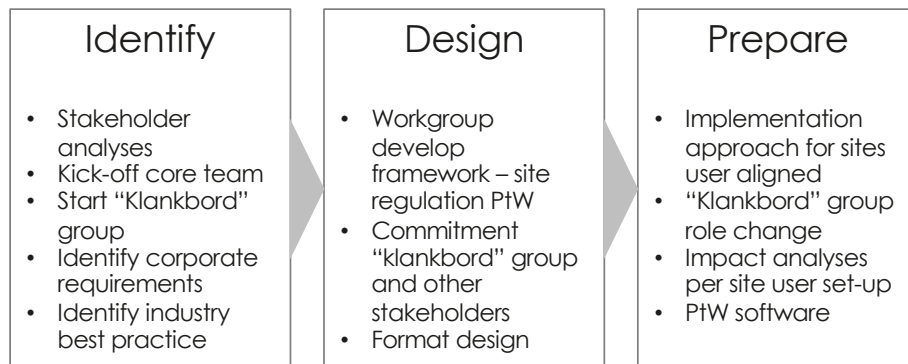 Identify
• Stakeholder
analyses
• Kick-off core team
• Start “Klankbord”
group
• Identify corporate
requirements
• Identify industry
best practice
Design
• Workgroup
develop
framework – site
regulation PtW
• Commitment
“klankbord” group
and other
stakeholders
• Format design
Prepare
• Implementation
approach for sites
user aligned
• “Klankbord” group
role change
• Impact analyses
per site user set-up
• PtW software